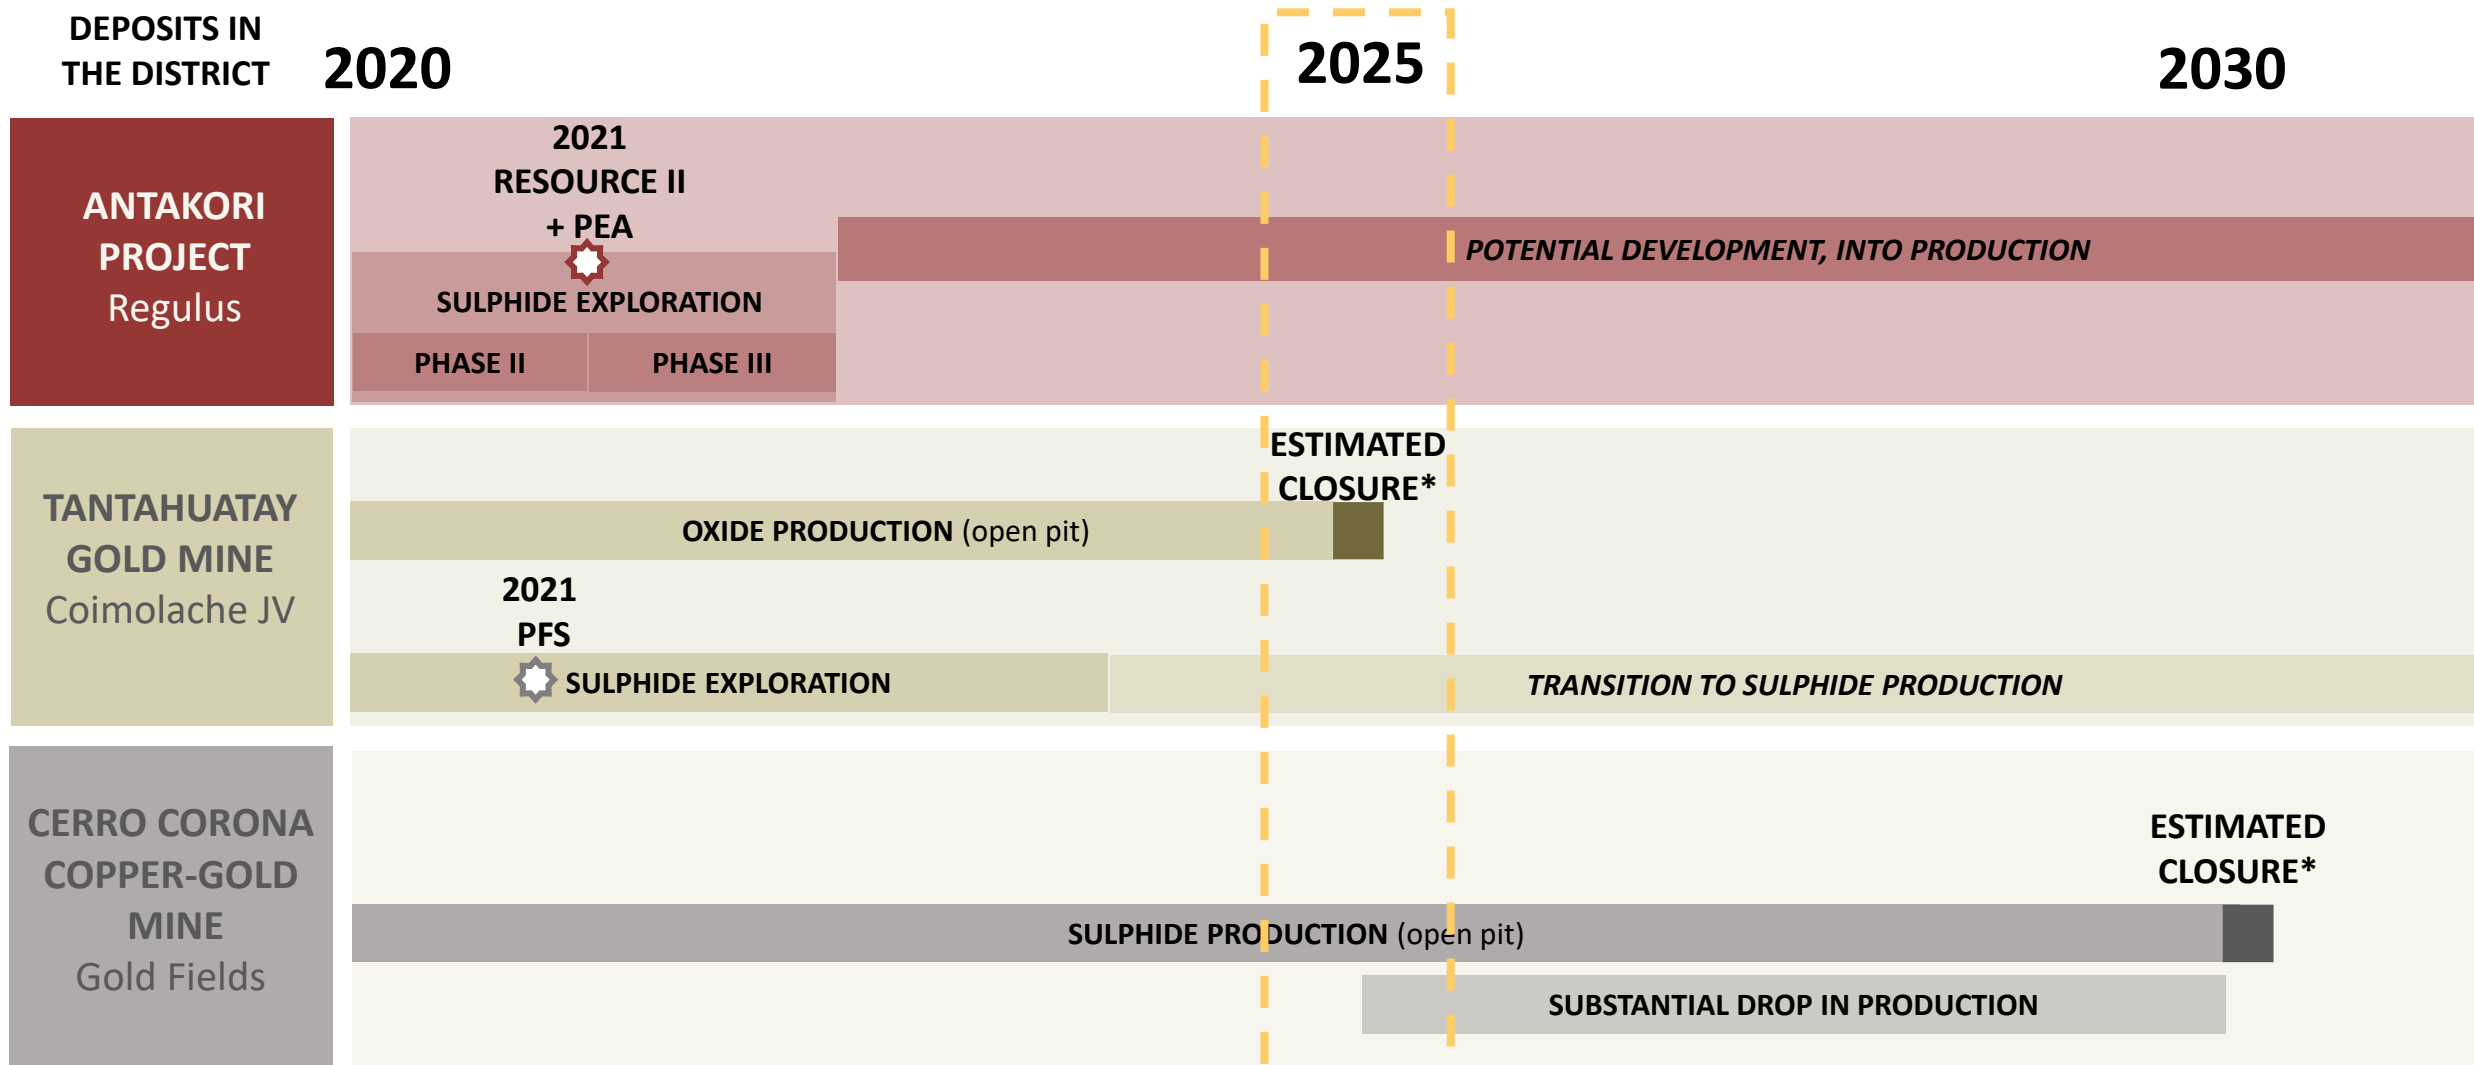 DEPOSITS IN
THE DISTRICT
2020
2025
2030
ANTAKORI
PROJECT
Regulus
2021
RESOURCE II
+ PEA
SULPHIDE EXPLORATION
PHASE II
PHASE III
POTENTIAL DEVELOPMENT, INTO PRODUCTION
TANTAHUATAY
GOLD MINE
Coimolache JV
ESTIMATED
CLOSURE*
OXIDE PRODUCTION (open pit)
2021
PFS
SULPHIDE EXPLORATION
TRANSITION TO SULPHIDE PRODUCTION
CERRO CORONA
COPPER-GOLD
MINE
Gold Fields
ESTIMATED
CLOSURE*
SULPHIDE PRODUCTION (open pit)
SUBSTANTIAL DROP IN PRODUCTION